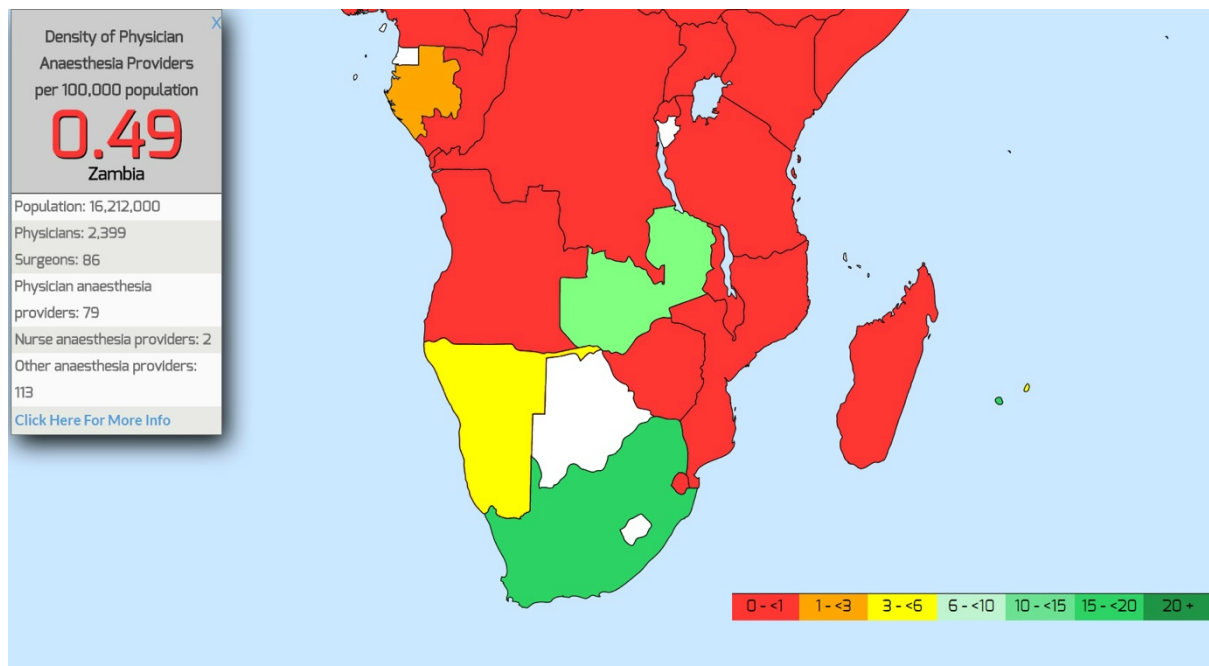 X
Density of Physician
Anaesthesia Providers
per 100,000 population
0.49
Zambia
Population: 16,212,000
Physicians: 2,399
Surgeons: 86
Physician anaesthesia
providers: 79
Nurse anaesthesia providers: 2
Other anaesthesia providers:
113
Click Here For More Info
0 - <1 1 - <3 3 - <6 6 - <10 10 - <15 15 - <20 20 +